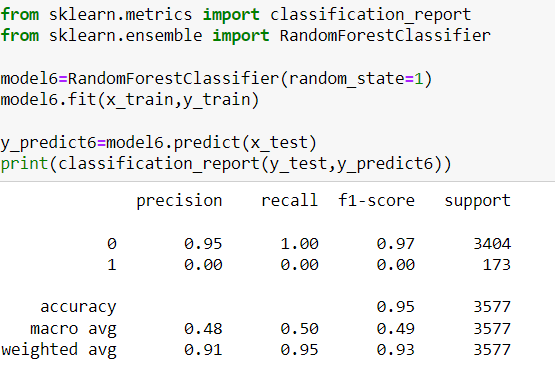 from sklearn.metrics import classification_report
from sklearn.ensemble import RandomForestClassifier
model6=RandomForestClassifier(random_state=1)
model6.fit(x_train,y_train)
y_predict6=model6.predict(x_test)
print(classification_report(y_test,y_predict6))
precision recall f1-score support
0 0.95 1.00 0.97 3404
1 0.00 0.00 0.00 173
accuracy 0.95 3577
macro avg 0.48 0.50 0.49 3577
weighted avg 0.91 0.95 0.93 3577